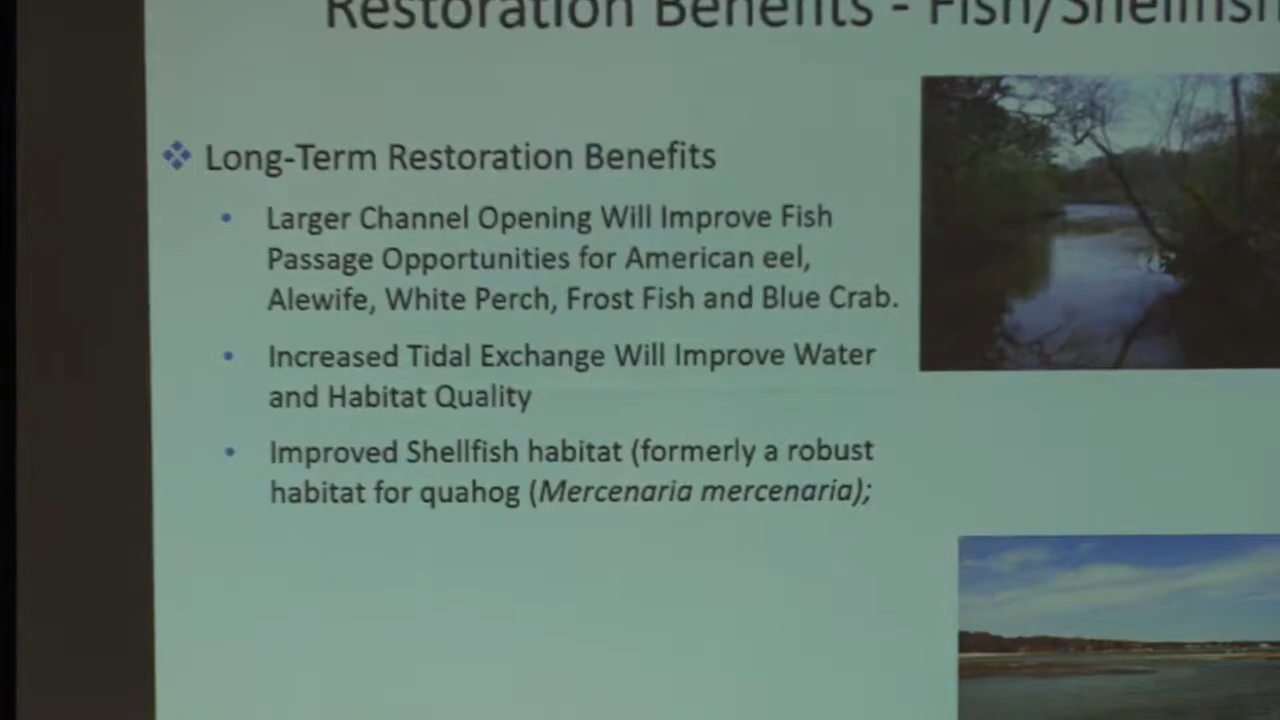 Restoration Benefits - Fish/Shellfish
❖ Long-Term Restoration Benefits
• Larger Channel Opening Will Improve Fish
Passage Opportunities for American eel,
Alewife, White Perch, Frost Fish and Blue Crab.
• Increased Tidal Exchange Will Improve Water
and Habitat Quality
• Improved Shellfish habitat (formerly a robust
habitat for quahog (Mercenaria mercenaria);